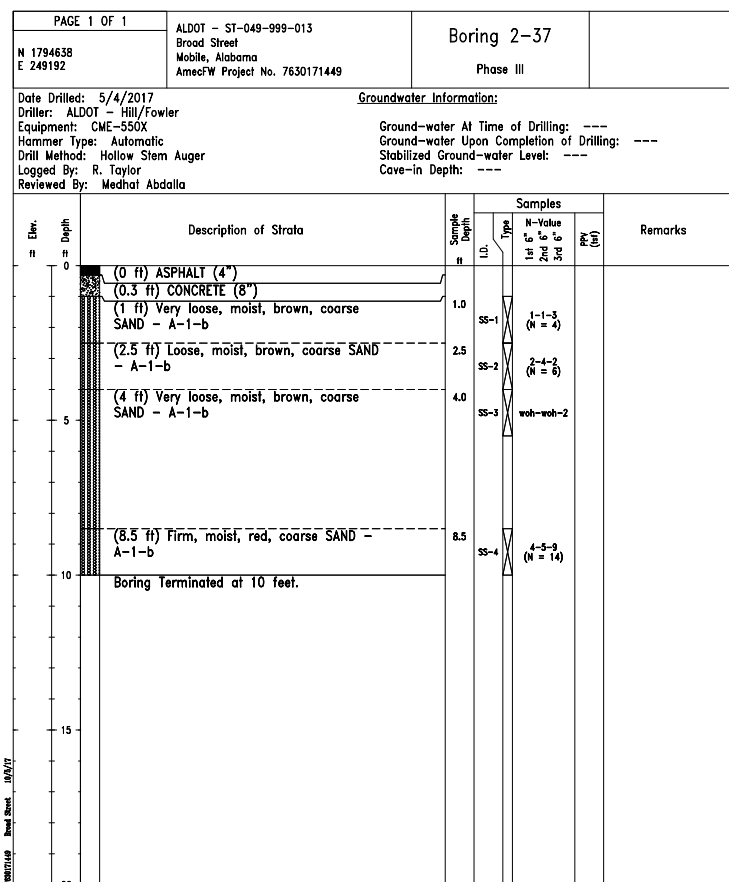 PAGE 1 OF 1
N 1794638
E 249192
ALDOT - ST-049-999-013
Broad Street
Mobile, Alabama
AmecFW Project No. 7630171449
Boring 2-37
Phase III
Date Drilled: 5/4/2017
Driller: ALDOT - Hill/Fowler
Equipment: CME-550X
Hammer Type: Automatic
Drill Method: Hollow Stem Auger
Logged By: R. Taylor
Reviewed By: Medhat Abdalla
Groundwater Information:
Ground-water At Time of Drilling: ---
Ground-water Upon Completion of Drilling: ---
Stabilized Ground-water Level: ---
Cave-in Depth: ---
Elev.
ft
Depth
ft
Description of Strata
Sample
Depth
ft
Samples
I.D.
Type
N-Value
1st 6"
2nd 6"
3rd 6"
PPV
(tsf)
Remarks
0
(0 ft) ASPHALT (4")
(0.3 ft) CONCRETE (8")
(1 ft) Very loose, moist, brown, coarse
SAND - A-1-b
1.0
SS-1
1-1-3
(N = 4)
(2.5 ft) Loose, moist, brown, coarse SAND
- A-1-b
2.5
SS-2
2-4-2
(N = 6)
(4 ft) Very loose, moist, brown, coarse
SAND - A-1-b
4.0
SS-3
woh-woh-2
5
(8.5 ft) Firm, moist, red, coarse SAND -
A-1-b
8.5
SS-4
4-5-9
(N = 14)
10
Boring Terminated at 10 feet.
15
Broad Street